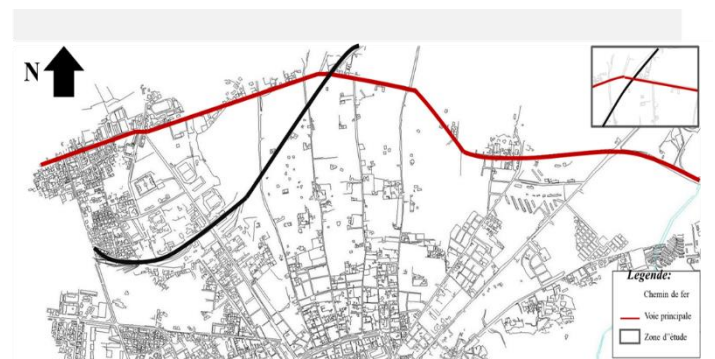 N
Legende:
Chemin de fer
Voie principale
Zone d''étude